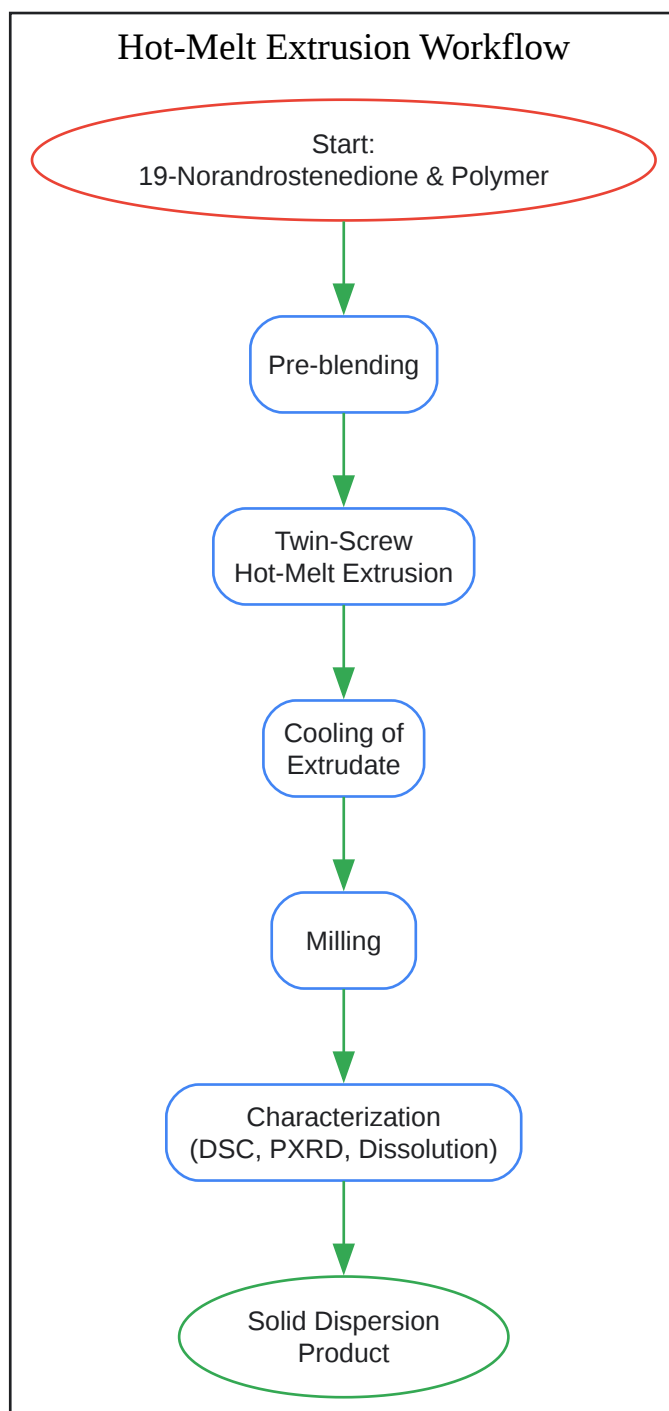 Hot-Melt Extrusion Workflow
Start:
19-Norandrostenedione & Polymer
Pre-blending
Twin-Screw
Hot-Melt Extrusion
Cooling of
Extrudate
Milling
Characterization
(DSC, PXRD, Dissolution)
Solid Dispersion
Product